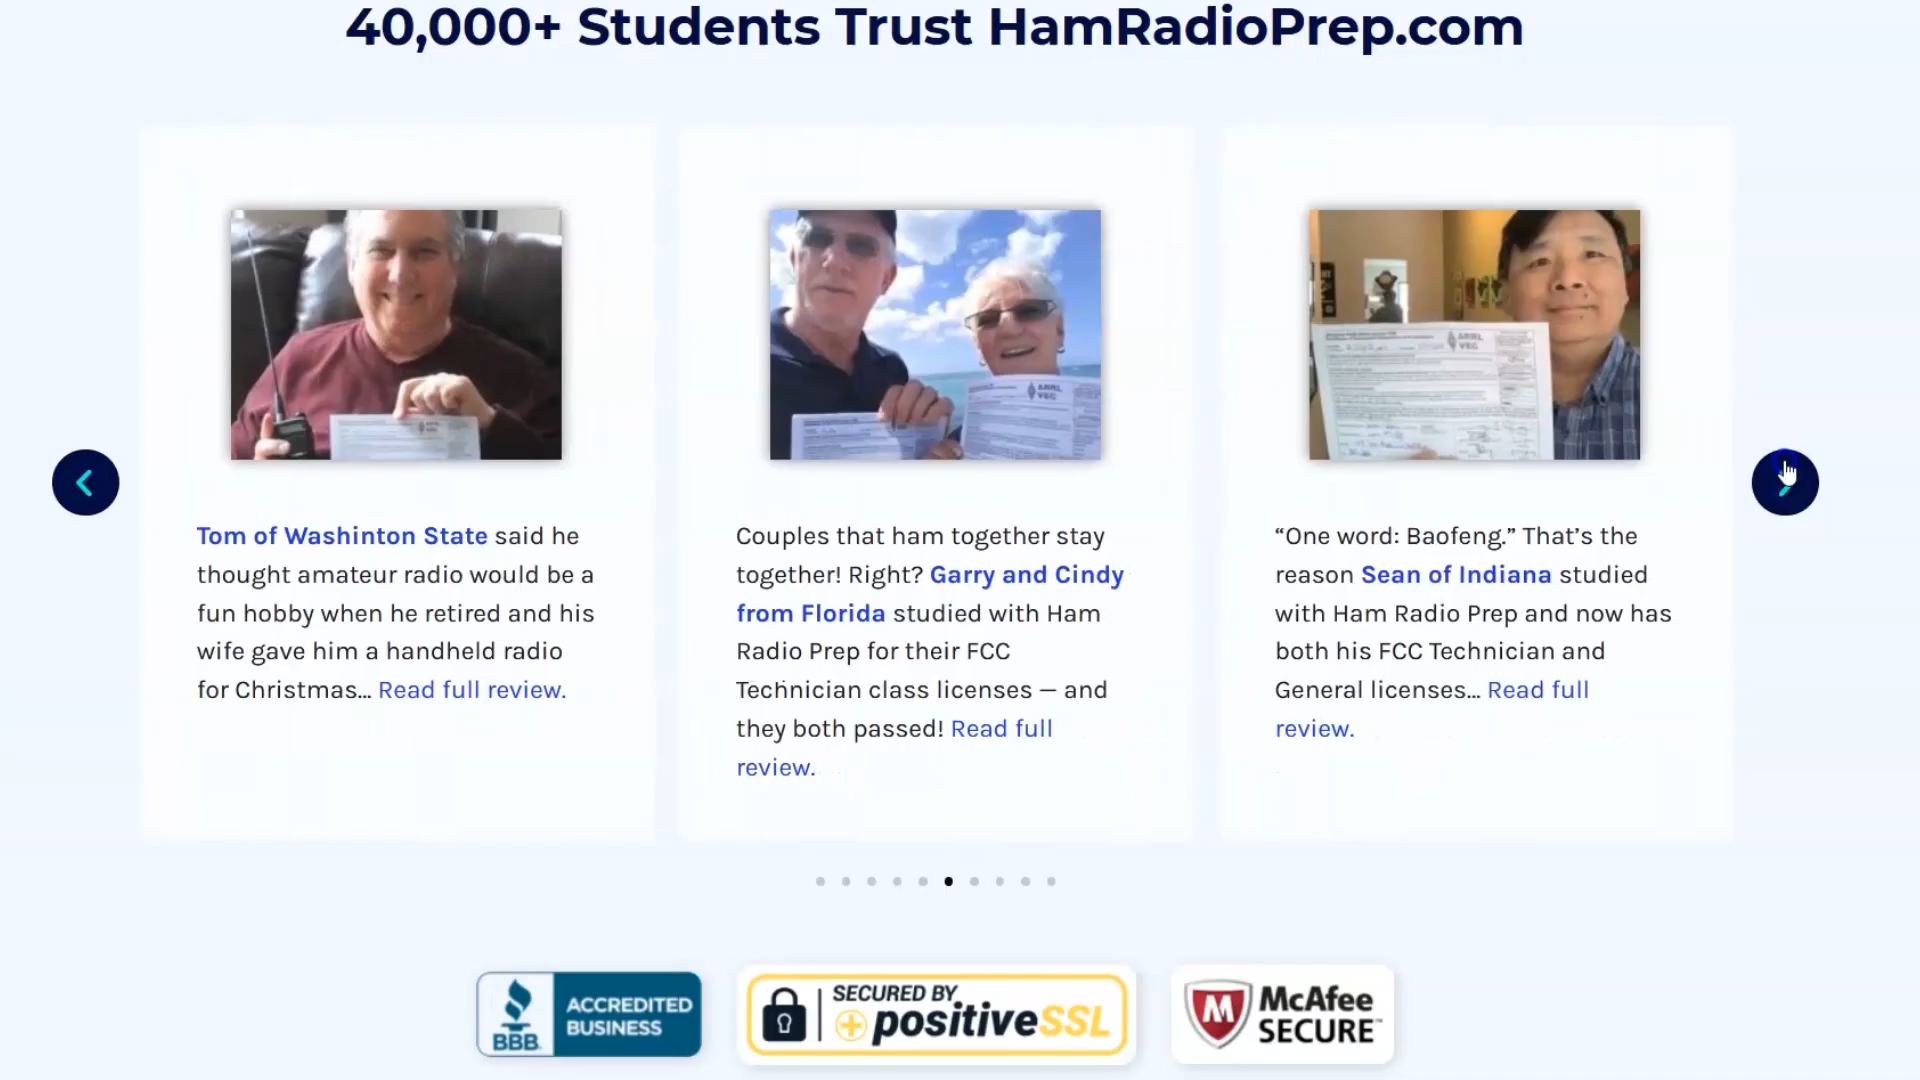 40,000+ Students Trust HamRadioPrep.com
Tom of Washinton State said he
thought amateur radio would be a
fun hobby when he retired and his
wife gave him a handheld radio
for Christmas... Read full review.
Couples that ham together stay
together! Right? Garry and Cindy
from Florida studied with Ham
Radio Prep for their FCC
Technician class licenses — and
they both passed! Read full
review.
“One word: Baofeng.” That’s the
reason Sean of Indiana studied
with Ham Radio Prep and now has
both his FCC Technician and
General licenses... Read full
review.
ARRL
VEC
ARRL
VEC
BBB
ACCREDITED
BUSINESS
SECURED BY
positiveSSL
McAfee
SECURE™